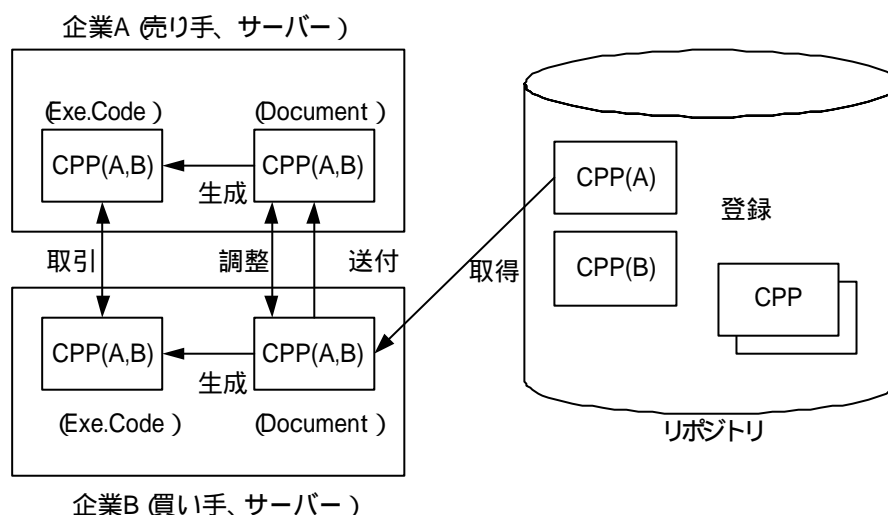 企業A (売り手、サーバー)
(Exe.Code)
(Document)
CPP(A,B)
CPP(A,B)
生成
取引
調整
送付
CPP(A,B)
CPP(A,B)
生成
(Exe.Code)
(Document)
企業B (買い手、サーバー)
取得
CPP(A)
登録
CPP(B)
CPP
リポジトリ